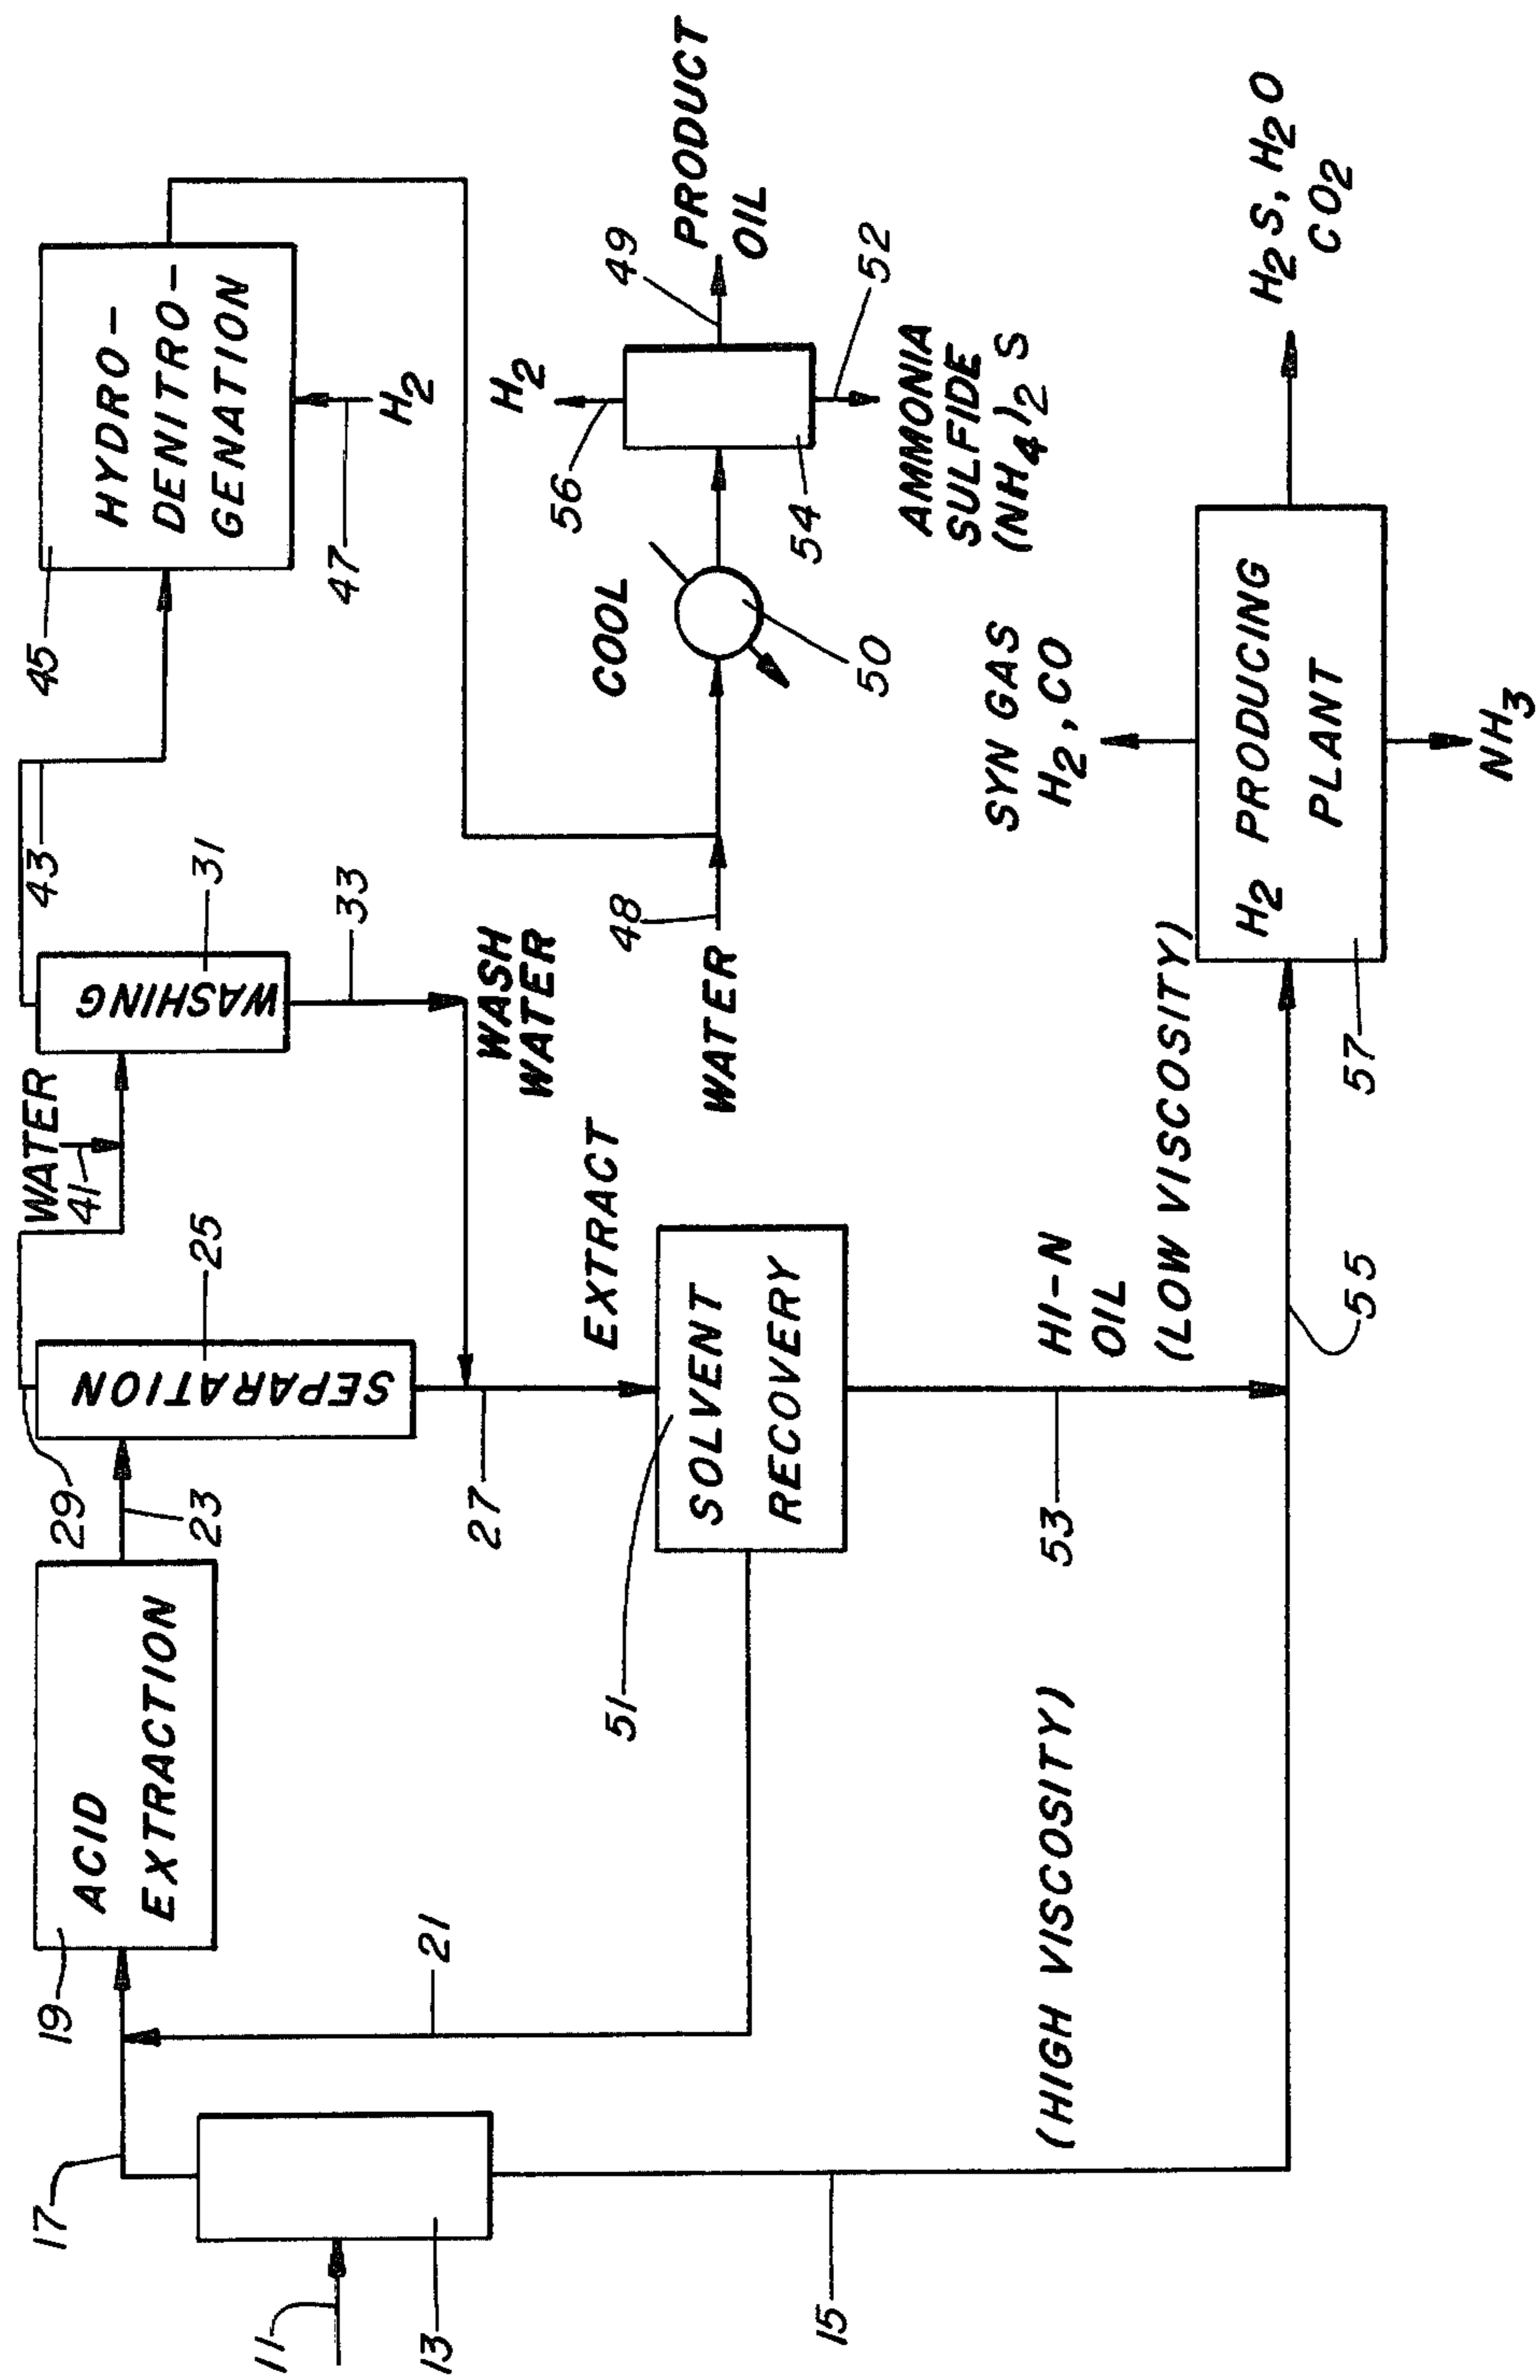 11
13
15
17
19
ACID
EXTRACTION
21
23
29
SEPARATION
25
27
WATER
41
WASHING
31
33
WASH
WATER
43
45
HYDRO-
DENITRO-
GENATION
47
H2
EXTRACT
51
SOLVENT
RECOVERY
WATER
48
COOL
50
54
56
H2
49
PRODUCT
OIL
52
AMMONIA
SULFIDE
(NH4)2 S
(HIGH VISCOSITY)
53
HI-N
OIL
(LOW VISCOSITY)
55
57
H2 PRODUCING
PLANT
SYN GAS
H2, CO
NH3
H2S, H2O
CO2